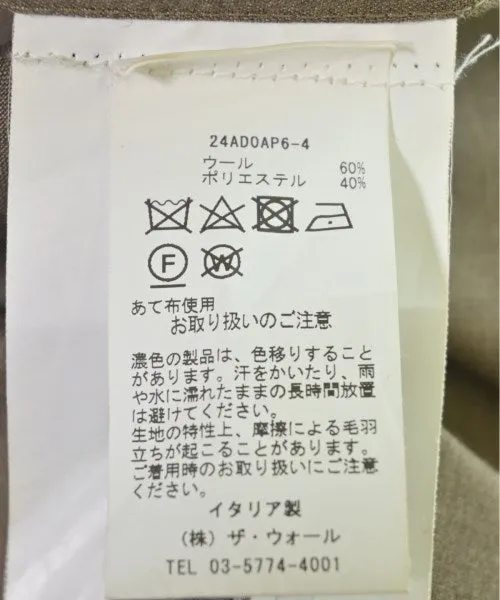 24AD0AP6-4
ウール 60%
ポリエステル 40%
F W
あて布使用
お取り扱いのご注意
濃色の製品は、色移りすること
があります。汗をかいたり、雨
や水に濡れたままの長時間放置
は避けてください。
生地の特性上、摩擦による毛羽
立ちが起こることがあります。
ご着用時のお取り扱いにご注意
ください。
イタリア製
(株) ザ・ウォール
TEL 03-5774-4001